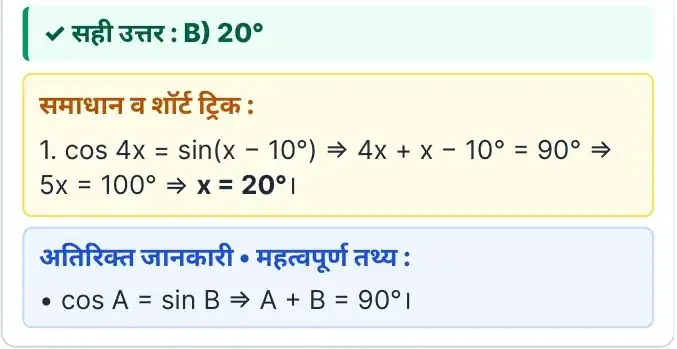 ✓ सही उत्तर : B) 20°
समाधान व शॉर्ट ट्रिक :
1. cos 4x = sin(x − 10°) ⇒ 4x + x − 10° = 90° ⇒
5x = 100° ⇒ x = 20°।
अतिरिक्त जानकारी • महत्वपूर्ण तथ्य :
• cos A = sin B ⇒ A + B = 90°।